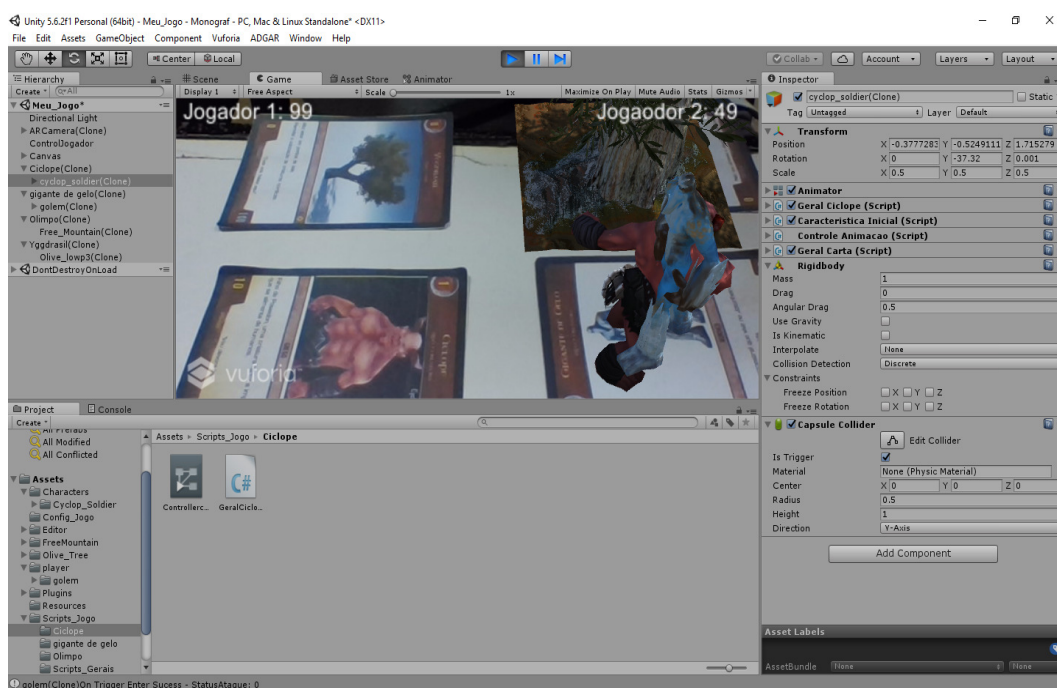 Unity 5.6.2f1 Personal (64bit) - Meu_Jogo - Monograf - PC, Mac & Linux Standalone* <DX11>
File Edit Assets GameObject Component Vuforia ADGAR Window Help
Center Local
Collab Account Layers Layout
Hierarchy
Create All
Meu_Jogo*
Directional Light
ARCamera(Clone)
ControlJogador
Canvas
Ciclope(Clone)
cyclop_soldier(Clone)
gigante de gelo(Clone)
golem(Clone)
Olimpo(Clone)
Free_Mountain(Clone)
Yggdrasil(Clone)
Olive_lowp3(Clone)
DontDestroyOnLoad
Scene Game Asset Store Animator
Display 1 Free Aspect Scale 1x Maximize On Play Mute Audio Stats Gizmos
Jogador 1: 99
Jogaodor 2: 49
10
1
Ciclope
vuforia
Inspector
cyclop_soldier(Clone) Static
Tag Untagged Layer Default
Transform
Position X -0.3777283 Y -0.5249111 Z 1.715279
Rotation X 0 Y -37.32 Z 0.001
Scale X 0.5 Y 0.5 Z 0.5
Animator
Geral Ciclope (Script)
Caracteristica Inicial (Script)
Controle Animacao (Script)
Geral Carta (Script)
Rigidbody
Mass 1
Drag 0
Angular Drag 0.5
Use Gravity
Is Kinematic
Interpolate None
Collision Detection Discrete
Constraints
Freeze Position X Y Z
Freeze Rotation X Y Z
Capsule Collider
Edit Collider
Is Trigger
Material None (Physic Material)
Center X 0 Y 0 Z 0
Radius 0.5
Height 1
Direction Y-Axis
Add Component
Asset Labels
AssetBundle None None
Project Console
Create
All Prefabs
All Modified
All Conflicted
Assets
Characters
Cyclop_Soldier
Config_Jogo
Editor
FreeMountain
Olive_Tree
player
golem
Plugins
Resources
Scripts_Jogo
Ciclope
gigante de gelo
Olimpo
Scripts_Gerais
Assets Scripts_Jogo Ciclope
C#
Controllerc... GeralCiclo...
golem(Clone)On Trigger Enter Sucess - StatusAtaque: 0